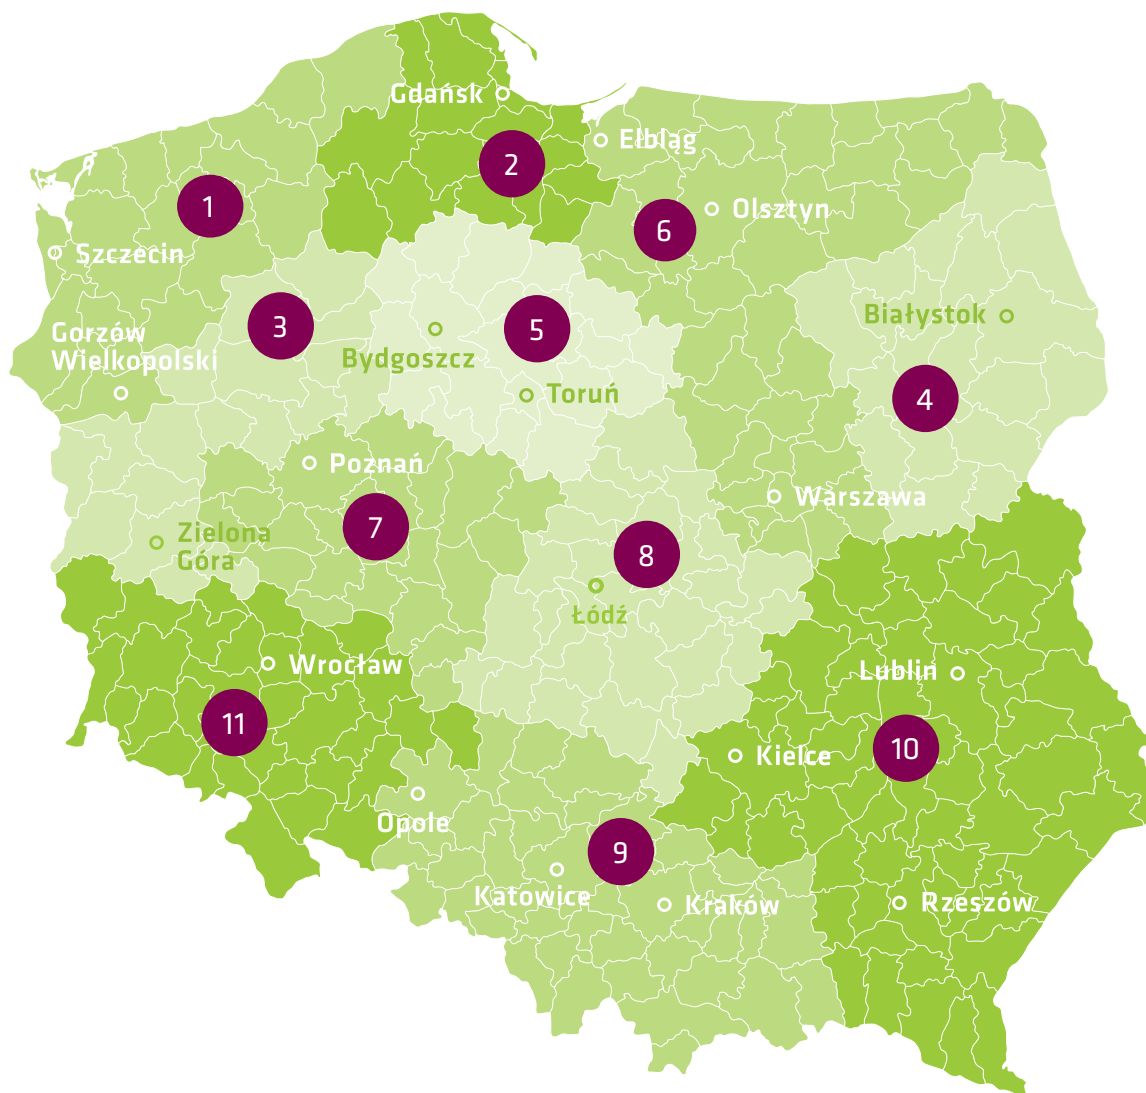 Gdańsk
Elbląg
2
1
Olsztyn
6
Szczecin
Białystok
3
5
Gorzów
Wielkopolski
Bydgoszcz
Toruń
4
Poznań
Warszawa
7
Zielona
Góra
8
Łódź
Wrocław
Lublin
11
10
Kielce
Opole
9
Katowice
Kraków
Rzeszów